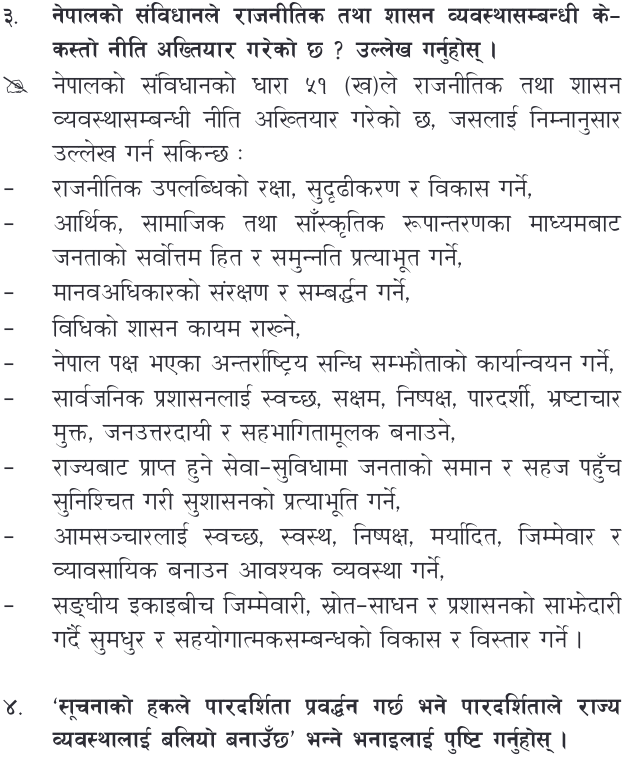 ३. नेपालको संविधानले राजनीतिक तथा शासन व्यवस्थासम्बन्धी के-
कस्तो नीति अख्तियार गरेको छ ? उल्लेख गर्नुहोस् ।
नेपालको संविधानको धारा ५१ (ख)ले राजनीतिक तथा शासन
व्यवस्थासम्बन्धी नीति अख्तियार गरेको छ, जसलाई निम्नानुसार
उल्लेख गर्न सकिन्छ :
- राजनीतिक उपलब्धिको रक्षा, सुदृढीकरण र विकास गर्ने,
- आर्थिक, सामाजिक तथा साँस्कृतिक रूपान्तरणका माध्यमबाट
जनताको सर्वोत्तम हित र समुन्नति प्रत्याभूत गर्ने,
- मानवअधिकारको संरक्षण र सम्बर्द्धन गर्ने,
- विधिको शासन कायम राख्ने,
- नेपाल पक्ष भएका अन्तर्राष्ट्रिय सन्धि सम्झौताको कार्यान्वयन गर्ने,
- सार्वजनिक प्रशासनलाई स्वच्छ, सक्षम, निष्पक्ष, पारदर्शी, भ्रष्टाचार
मुक्त, जनउत्तरदायी र सहभागितामूलक बनाउने,
- राज्यबाट प्राप्त हुने सेवा-सुविधामा जनताको समान र सहज पहुँच
सुनिश्चित गरी सुशासनको प्रत्याभूति गर्ने,
- आमसञ्चारलाई स्वच्छ, स्वस्थ, निष्पक्ष, मर्यादित, जिम्मेवार र
व्यावसायिक बनाउन आवश्यक व्यवस्था गर्ने,
- सङ्घीय इकाइबीच जिम्मेवारी, स्रोत-साधन र प्रशासनको साझेदारी
गर्दै सुमधुर र सहयोगात्मकसम्बन्धको विकास र विस्तार गर्ने ।
४. 'सूचनाको हकले पारदर्शिता प्रवर्द्धन गर्छ भने पारदर्शिताले राज्य
व्यवस्थालाई बलियो बनाउँछ' भन्ने भनाइलाई पुष्टि गर्नुहोस् ।